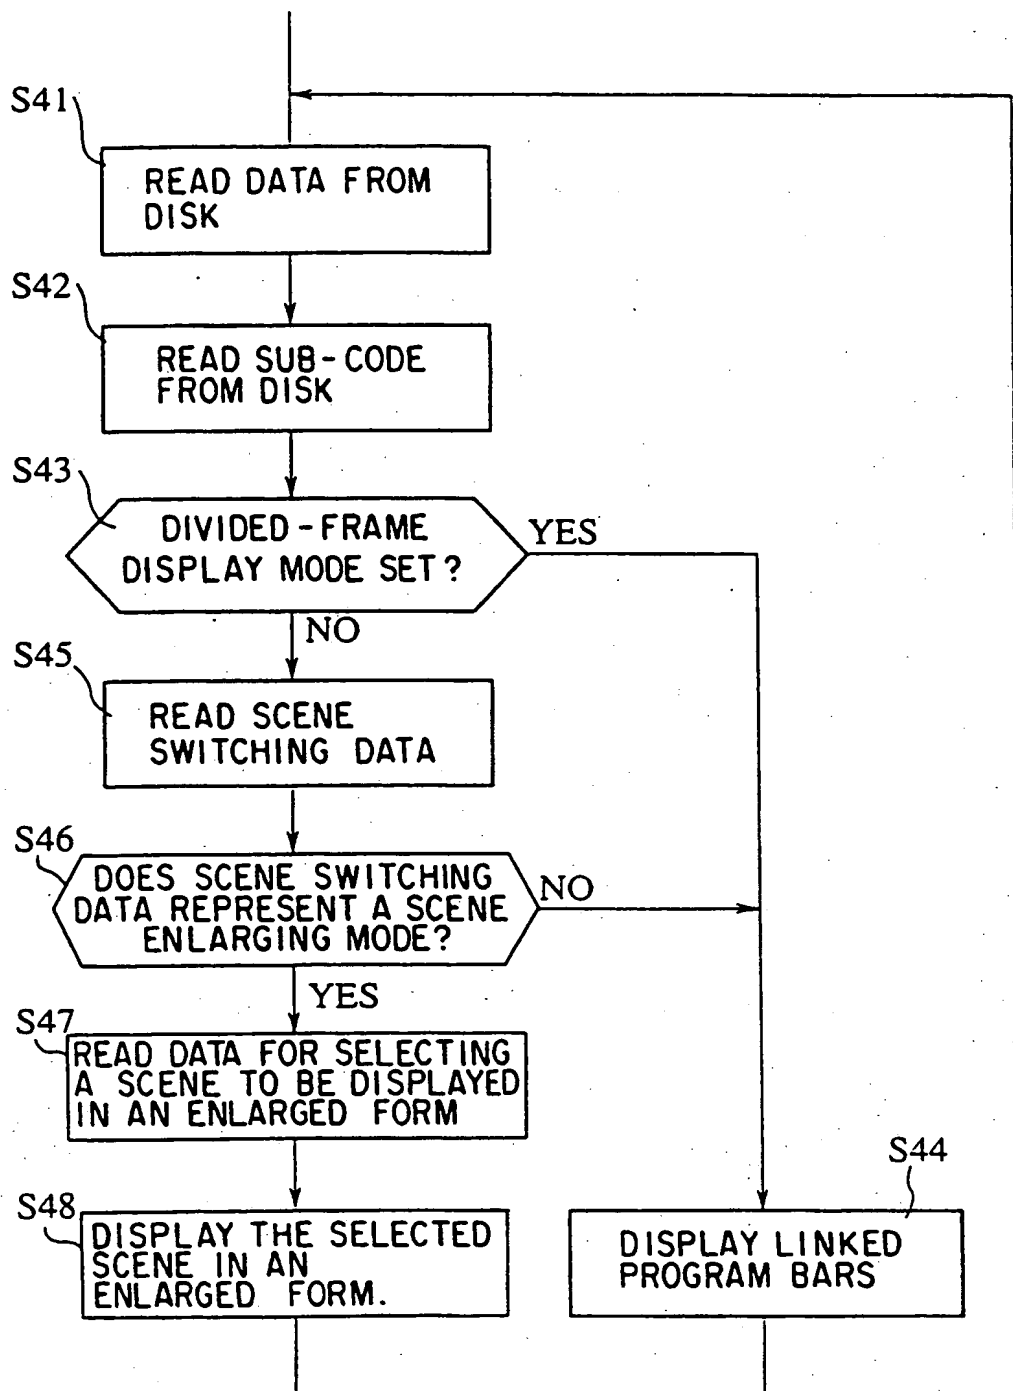 S41
READ DATA FROM
DISK
S42
READ SUB-CODE
FROM DISK
S43
DIVIDED-FRAME
DISPLAY MODE SET?
YES
NO
S45
READ SCENE
SWITCHING DATA
S46
DOES SCENE SWITCHING
DATA REPRESENT A SCENE
ENLARGING MODE?
NO
YES
S47
READ DATA FOR SELECTING
A SCENE TO BE DISPLAYED
IN AN ENLARGED FORM
S48
DISPLAY THE SELECTED
SCENE IN AN
ENLARGED FORM.
S44
DISPLAY LINKED
PROGRAM BARS